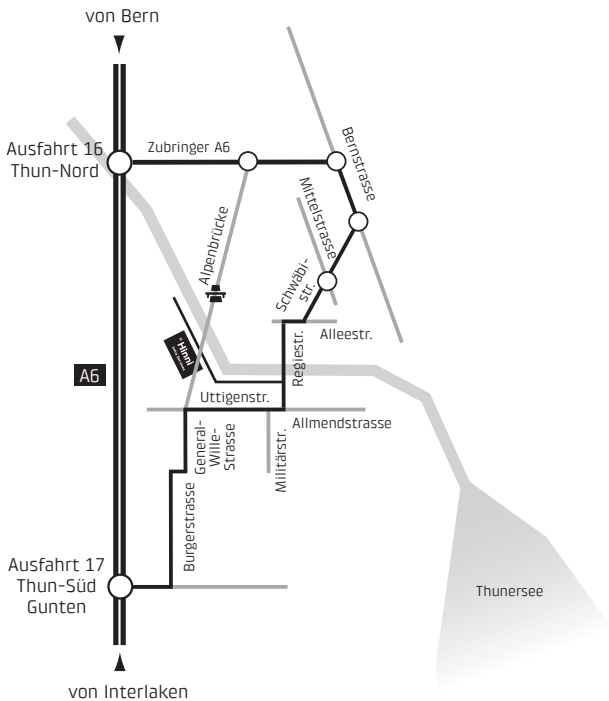 von Bern
Ausfahrt 16
Thun-Nord
Zubringer A6
Bernstrasse
Mittelstrasse
Alpenbrücke
Schwäbi-
str.
Alleestr.
Hinni
Regiestr.
A6
Uttigenstr.
Allmendstrasse
General-
Wille-
Strasse
Militärstr.
Burgerstrasse
Ausfahrt 17
Thun-Süd
Gunten
Thunersee
von Interlaken